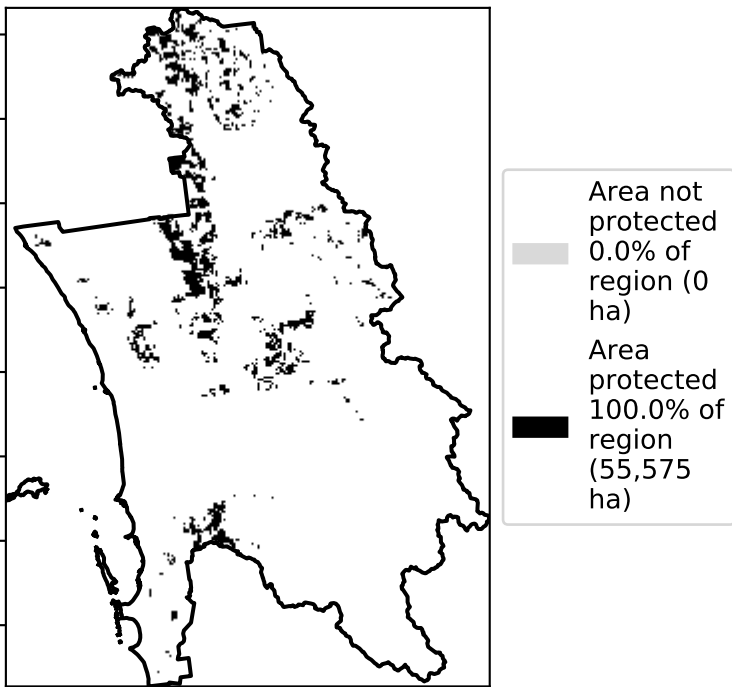 Area not
protected
0.0% of
region (0
ha)
Area
protected
100.0% of
region
(55,575
ha)